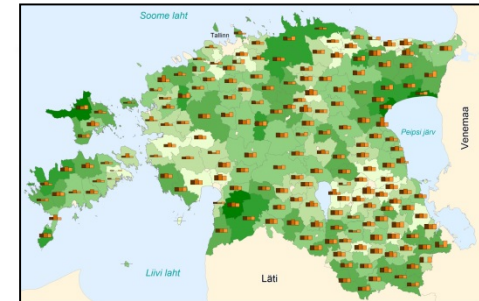 Soome laht
Tallinn
Peipsi järv
Venemaa
Liivi laht
Läti